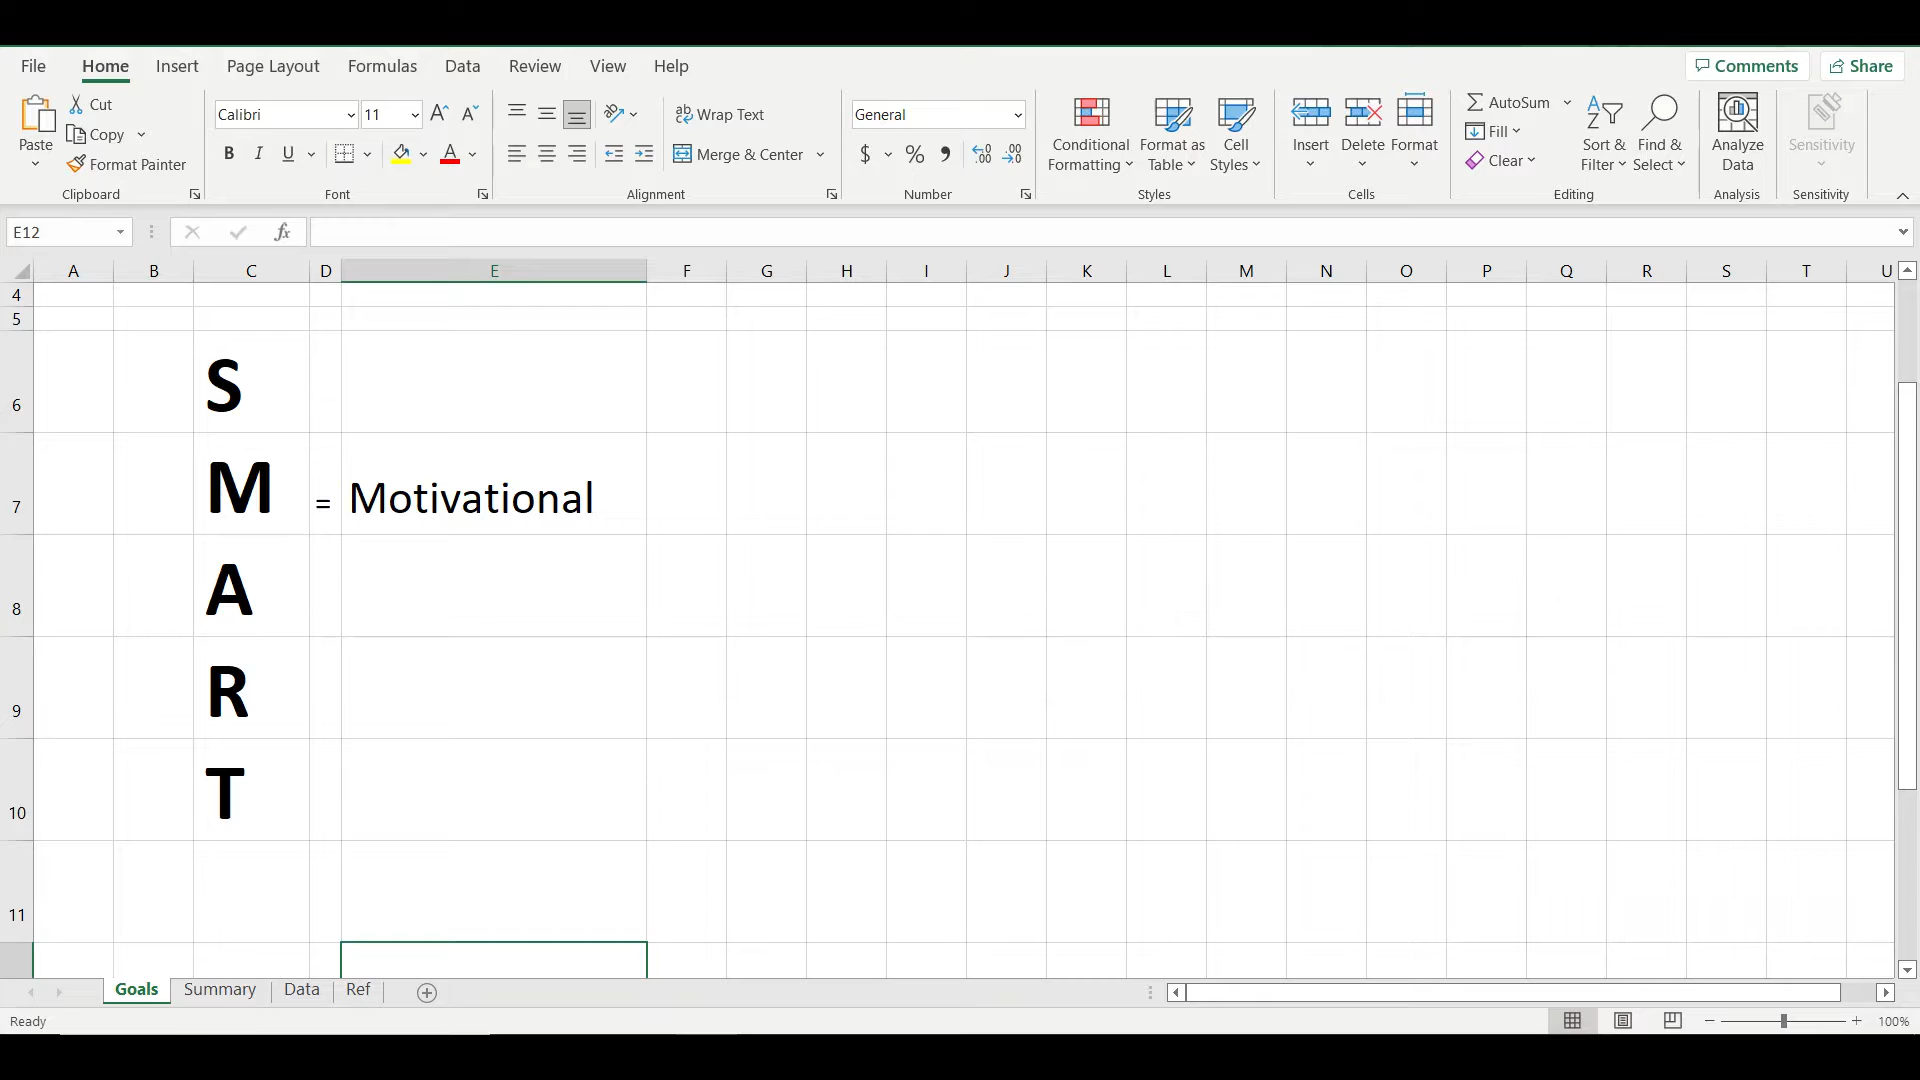 File Home Insert Page Layout Formulas Data Review View Help Comments Share
Cut
Copy
Format Painter
Paste
Clipboard
Calibri 11
B I U
Font
Wrap Text
Merge & Center
Alignment
General
$ % ,
Number
Conditional Formatting
Format as Table
Cell Styles
Styles
Insert Delete Format
Cells
AutoSum
Fill
Clear
Sort & Filter
Find & Select
Editing
Analyze Data
Analysis
Sensitivity
Sensitivity
E12 fx
A B C D E F G H I J K L M N O P Q R S T U
4
5
6 S
7 M = Motivational
8 A
9 R
10 T
11
Goals Summary Data Ref
Ready 100%